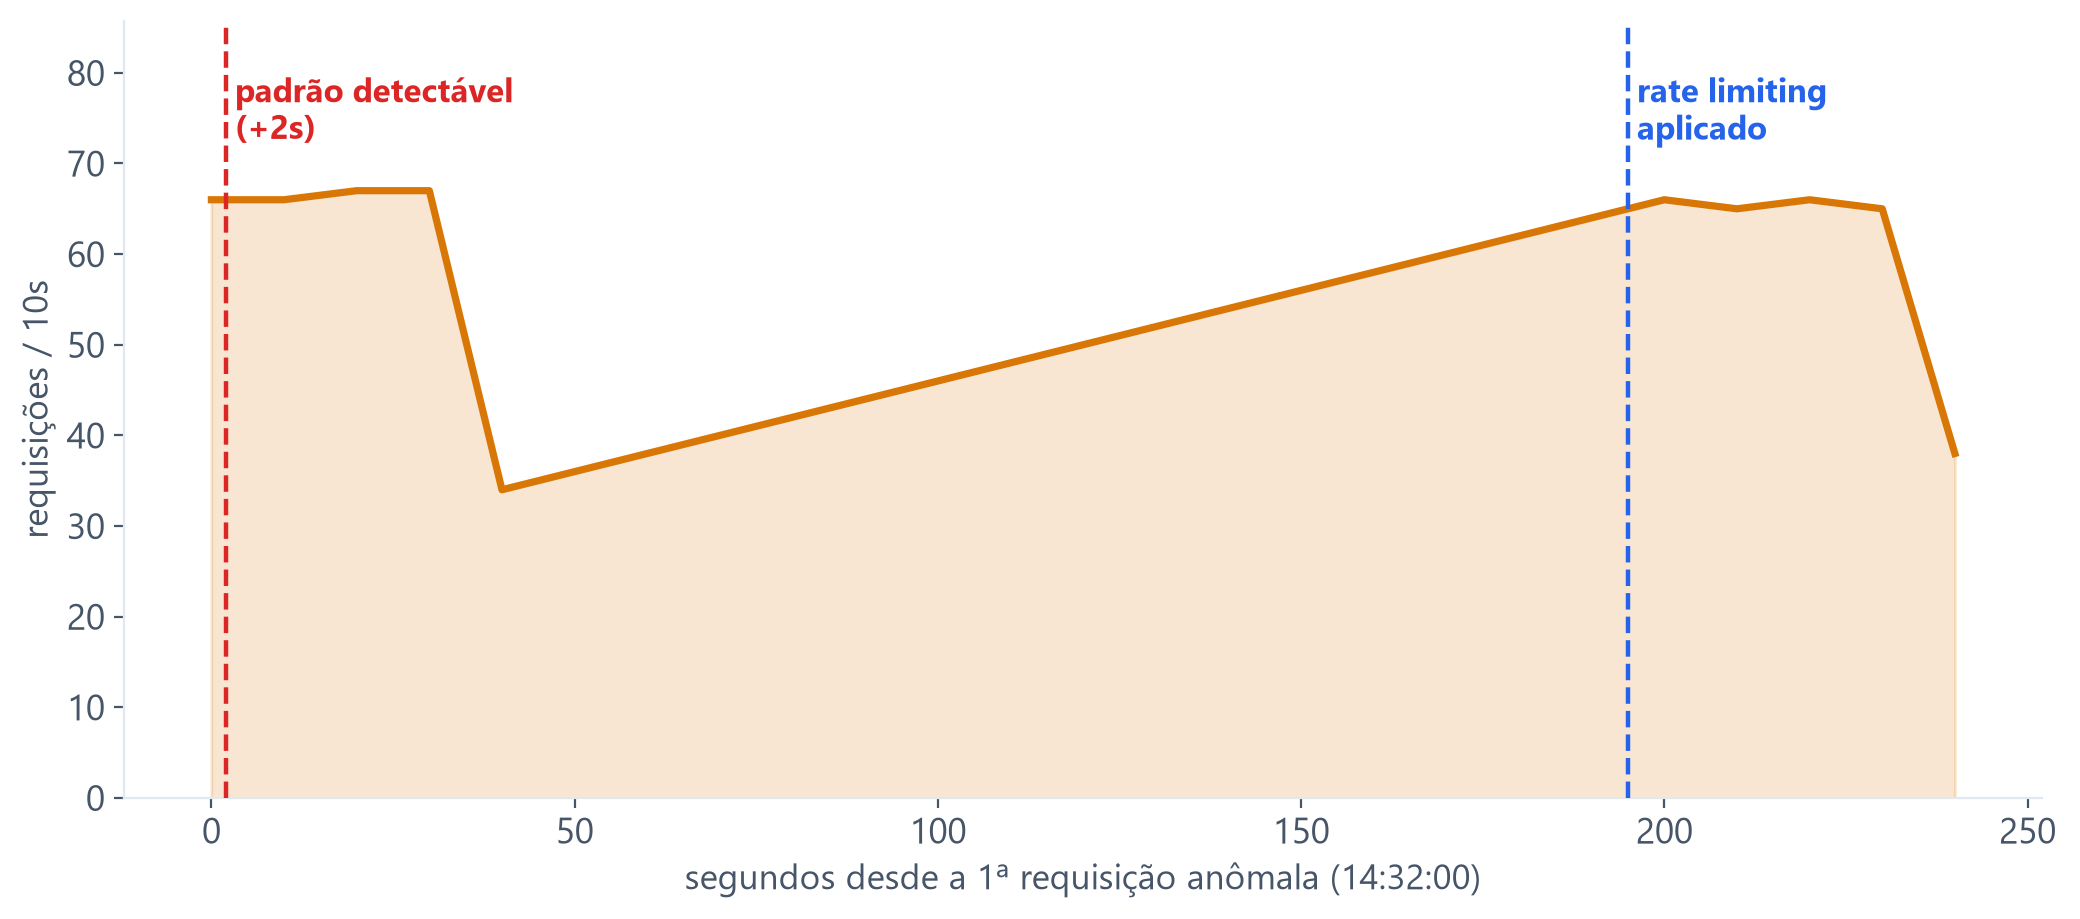 padrão detectável
(+2s)
rate limiting
aplicado
80
70
60
50
40
30
20
10
0
requisições / 10s
0
50
100
150
200
250
segundos desde a 1ª requisição anômala (14:32:00)